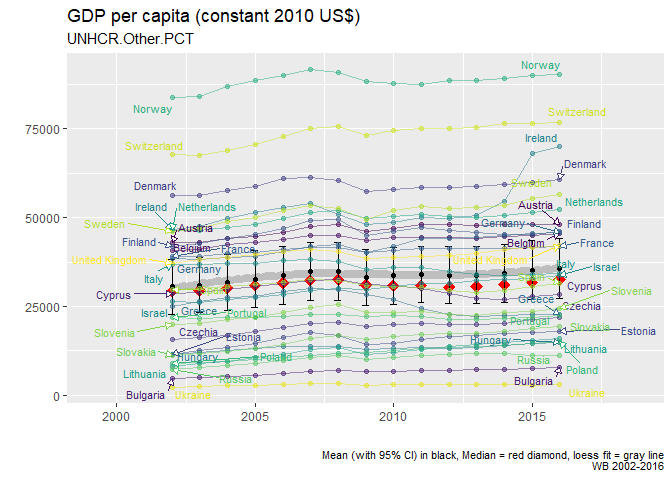 GDP per capita (constant 2010 US$)
UNHCR.Other.PCT
75000
50000
25000
0
Norway
Switzerland
Denmark
Ireland
Netherlands
Sweden
Austria
Finland
Belgium
France
United Kingdom
Germany
Italy
Cyprus
Israel
Greece
Portugal
Slovenia
Czechia
Estonia
Slovakia
Hungary
Poland
Lithuania
Russia
Bulgaria
Ukraine
Norway
Switzerland
Ireland
Denmark
Sweden
Netherlands
Austria
Germany
Finland
Belgium
France
United Kingdom
Italy
Israel
Spain
Cyprus
Slovenia
Greece
Czechia
Portugal
Slovakia
Estonia
Hungary
Lithuania
Russia
Poland
Bulgaria
Ukraine
2000
2005
2010
2015
Mean (with 95% CI) in black, Median = red diamond, loess fit = gray line
WB 2002-2016